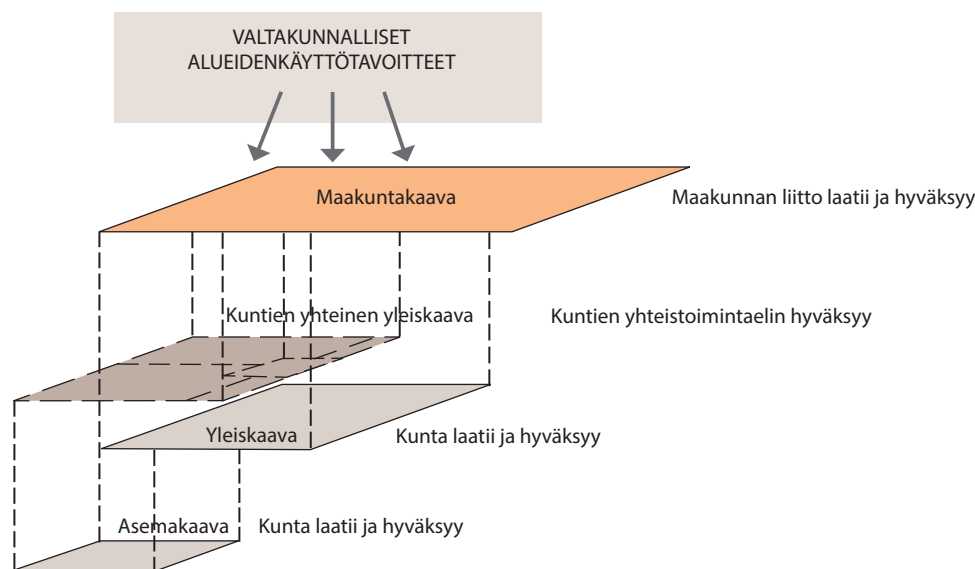 VALTAKUNNALLISET
ALUEIDENKÄYTTÖTAVOITTEET
Maakuntakaava
Maakunnan liitto laatii ja hyväksyy
Kuntien yhteinen yleiskaava
Kuntien yhteistoimintaelin hyväksyy
Yleiskaava
Kunta laatii ja hyväksyy
Asemakaava
Kunta laatii ja hyväksyy